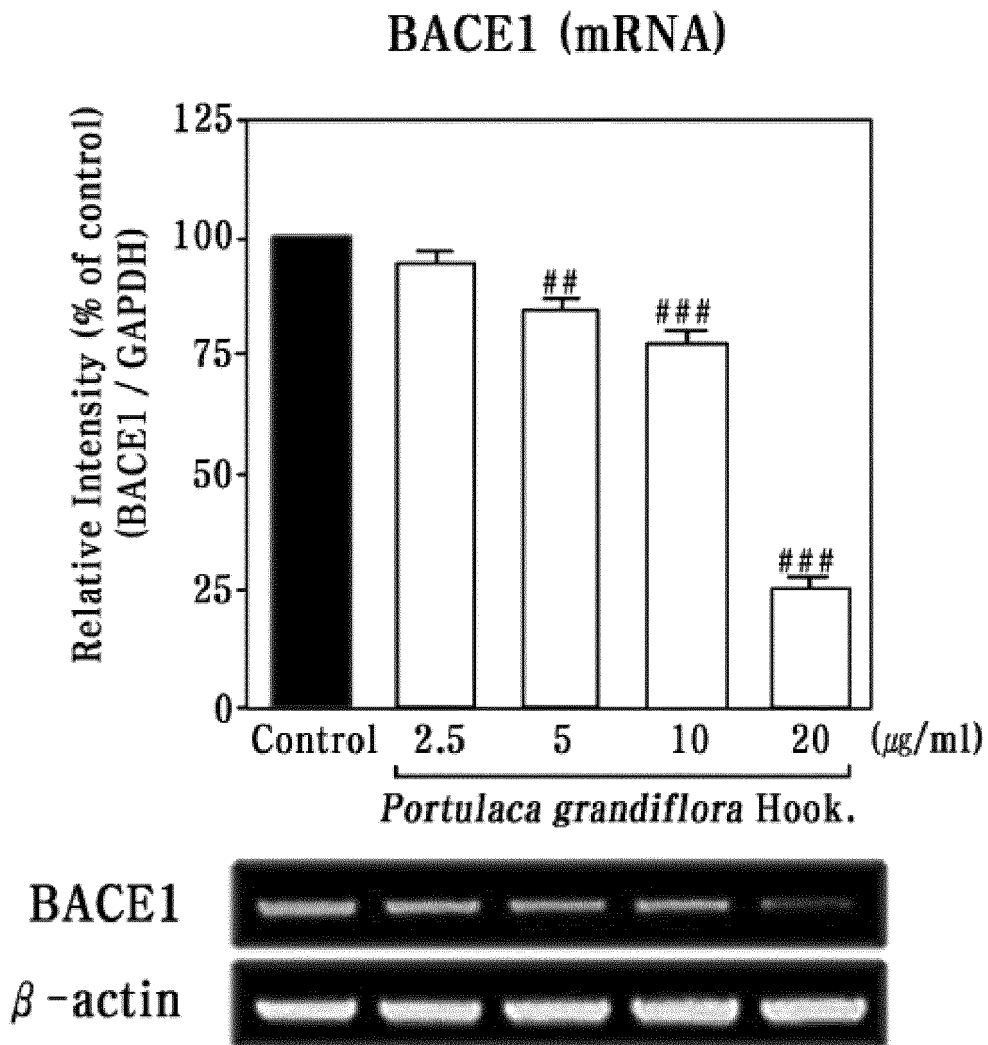 BACE1 (mRNA)
Relative Intensity (% of control)
(BACE1 / GAPDH)
125
100
75
50
25
0
##
###
###
Control 2.5 5 10 20 (㎍/ml)
Portulaca grandiflora Hook.
BACE1
β-actin